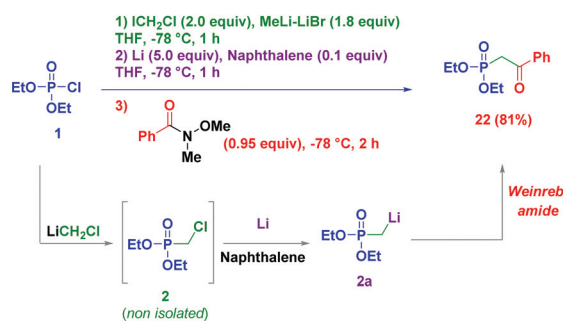 1) ICH2Cl (2.0 equiv), MeLi-LiBr (1.8 equiv)
THF, -78 °C, 1 h
2) Li (5.0 equiv), Naphthalene (0.1 equiv)
THF, -78 °C, 1 h
O
EtO P Cl
OEt
1
3)
O
Ph N OMe
Me
(0.95 equiv), -78 °C, 2 h
O
EtO P Ph
EtO O
22 (81%)
LiCH2Cl
O Cl
EtO P
OEt
2
(non isolated)
Li
Naphthalene
O Li
EtO P
OEt
2a
Weinreb
amide